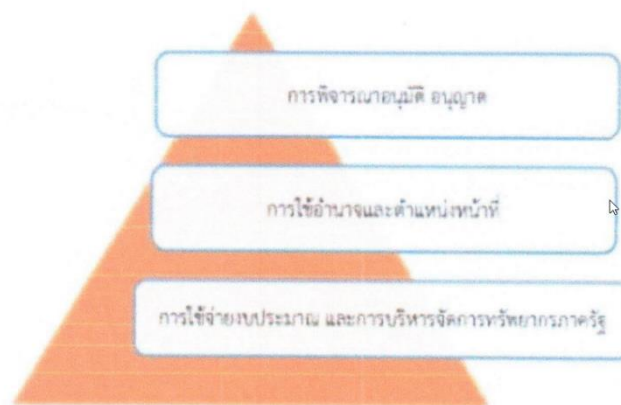 การพิจารณาอนุมัติ อนุญาต
การใช้อำนาจและตำแหน่งหน้าที่
การใช้จ่ายงบประมาณ และการบริหารจัดการทรัพยากรภาครัฐ